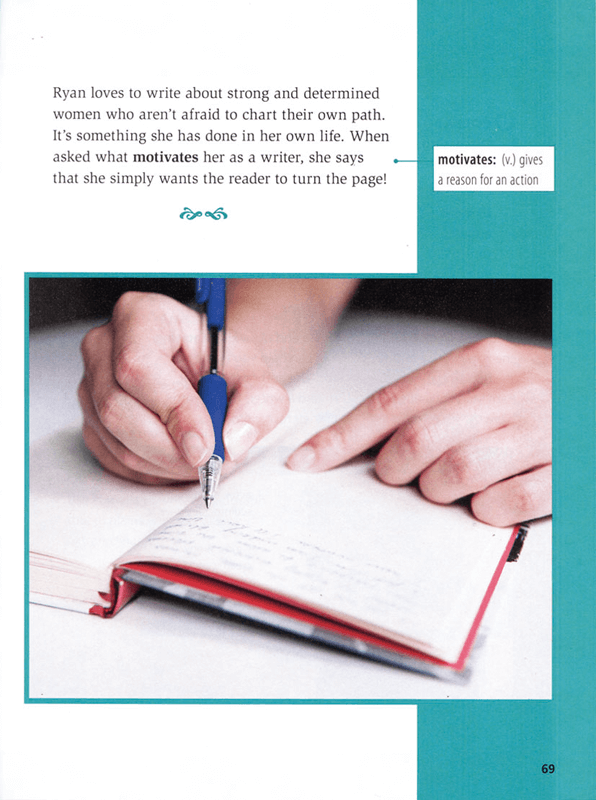 Ryan loves to write about strong and determined
women who aren’t afraid to chart their own path.
It’s something she has done in her own life. When
asked what motivates her as a writer, she says
that she simply wants the reader to turn the page!
motivates: (v.) gives
a reason for an action
69